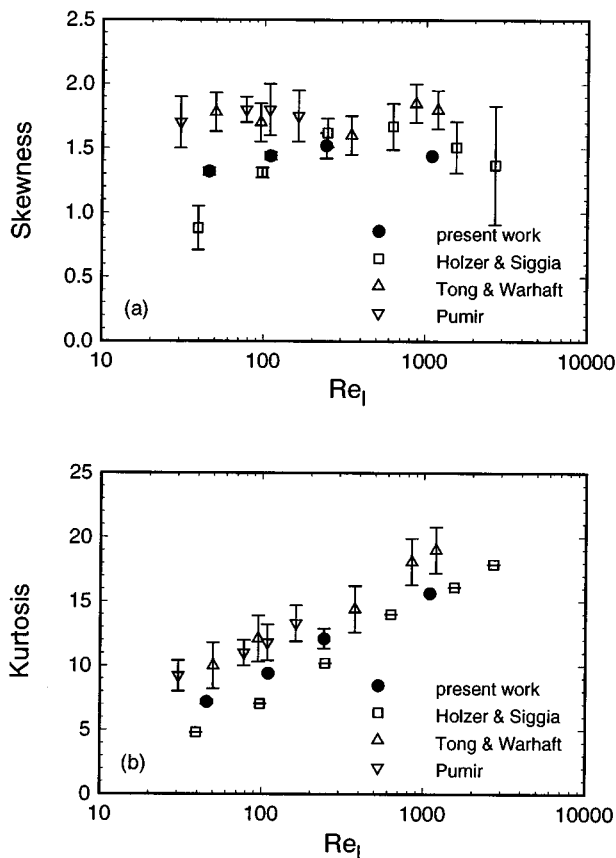 2.5
2.0
1.5
1.0
0.5
0.0
Skewness
(a)
present work
Holzer & Siggia
Tong & Warhaft
Pumir
10
100
1000
10000
Re_l
25
20
15
10
5
0
Kurtosis
(b)
present work
Holzer & Siggia
Tong & Warhaft
Pumir
10
100
1000
10000
Re_l